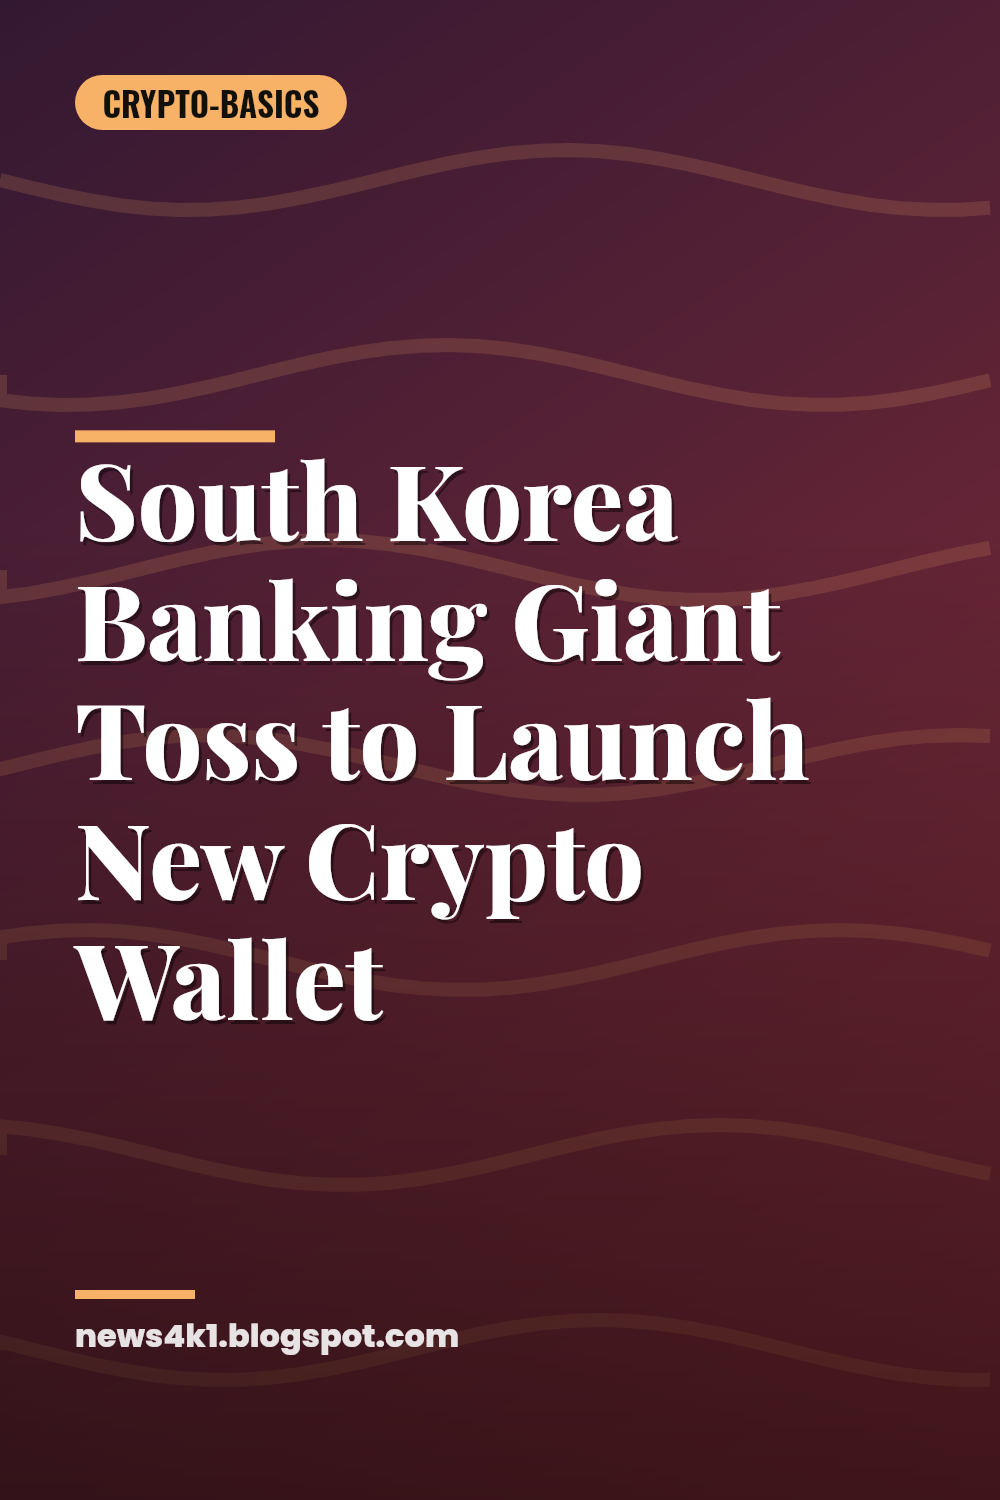 CRYPTO-BASICS
South Korea
Banking Giant
Toss to Launch
New Crypto
Wallet
news4k1.blogspot.com